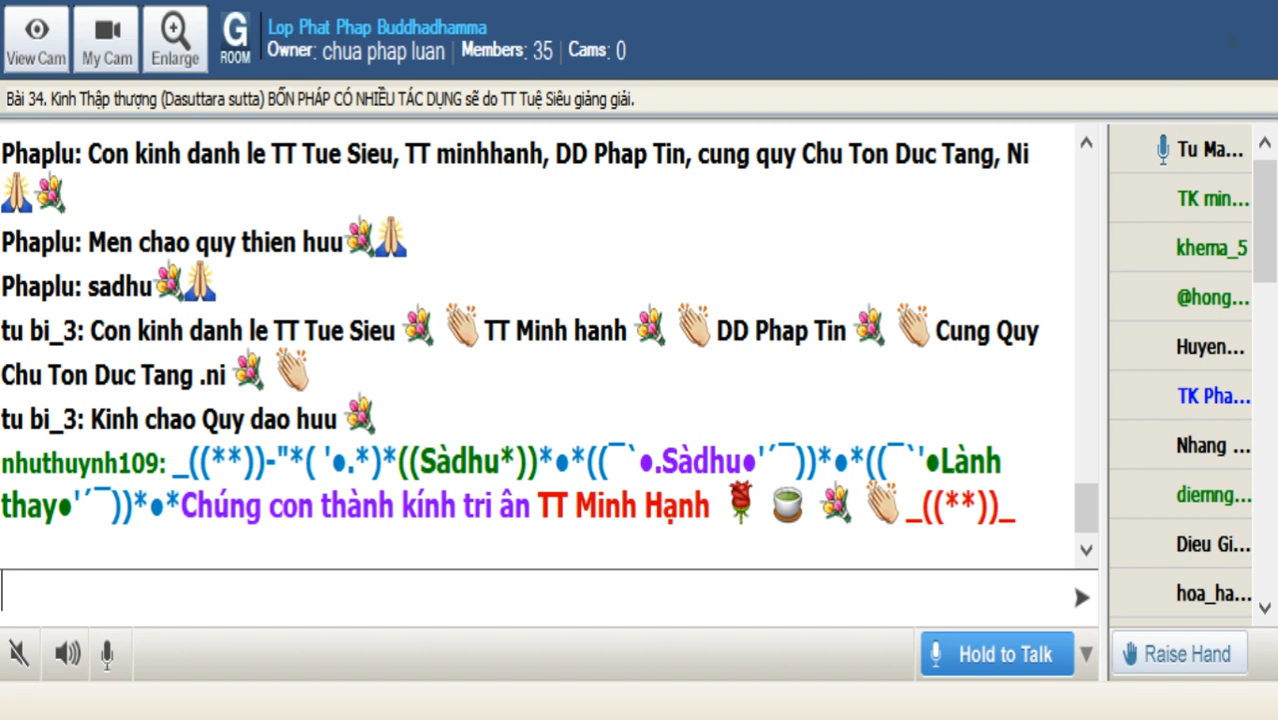 View Cam
My Cam
Enlarge
G
ROOM
Lop Phat Phap Buddhadhamma
Owner: chua phap luan | Members: 35 | Cams: 0
Bài 34. Kinh Thập thượng (Dasuttara sutta) BỐN PHÁP CÓ NHIỀU TÁC DỤNG sẽ do TT Tuệ Siêu giảng giải.
Phaplu: Con kinh danh le TT Tue Sieu, TT minhhanh, DD Phap Tin, cung quy Chu Ton Duc Tang, Ni
Phaplu: Men chao quy thien huu
Phaplu: sadhu
tu bi_3: Con kinh danh le TT Tue Sieu TT Minh hanh DD Phap Tin Cung Quy
Chu Ton Duc Tang .ni
tu bi_3: Kinh chao Quy dao huu
nhuthuynh109: _((**))-"*( '●.*)*((Sàdhu*))*●*((¯`●.Sàdhu●'´¯))*●*((¯`'●Lành
thay●'´¯))*●*Chúng con thành kính tri ân TT Minh Hạnh _((**))_
Tu Ma...
TK min...
khema_5
@hong...
Huyen...
TK Pha...
Nhang ...
diemng...
Dieu Gi...
hoa_ha...
Hold to Talk
Raise Hand